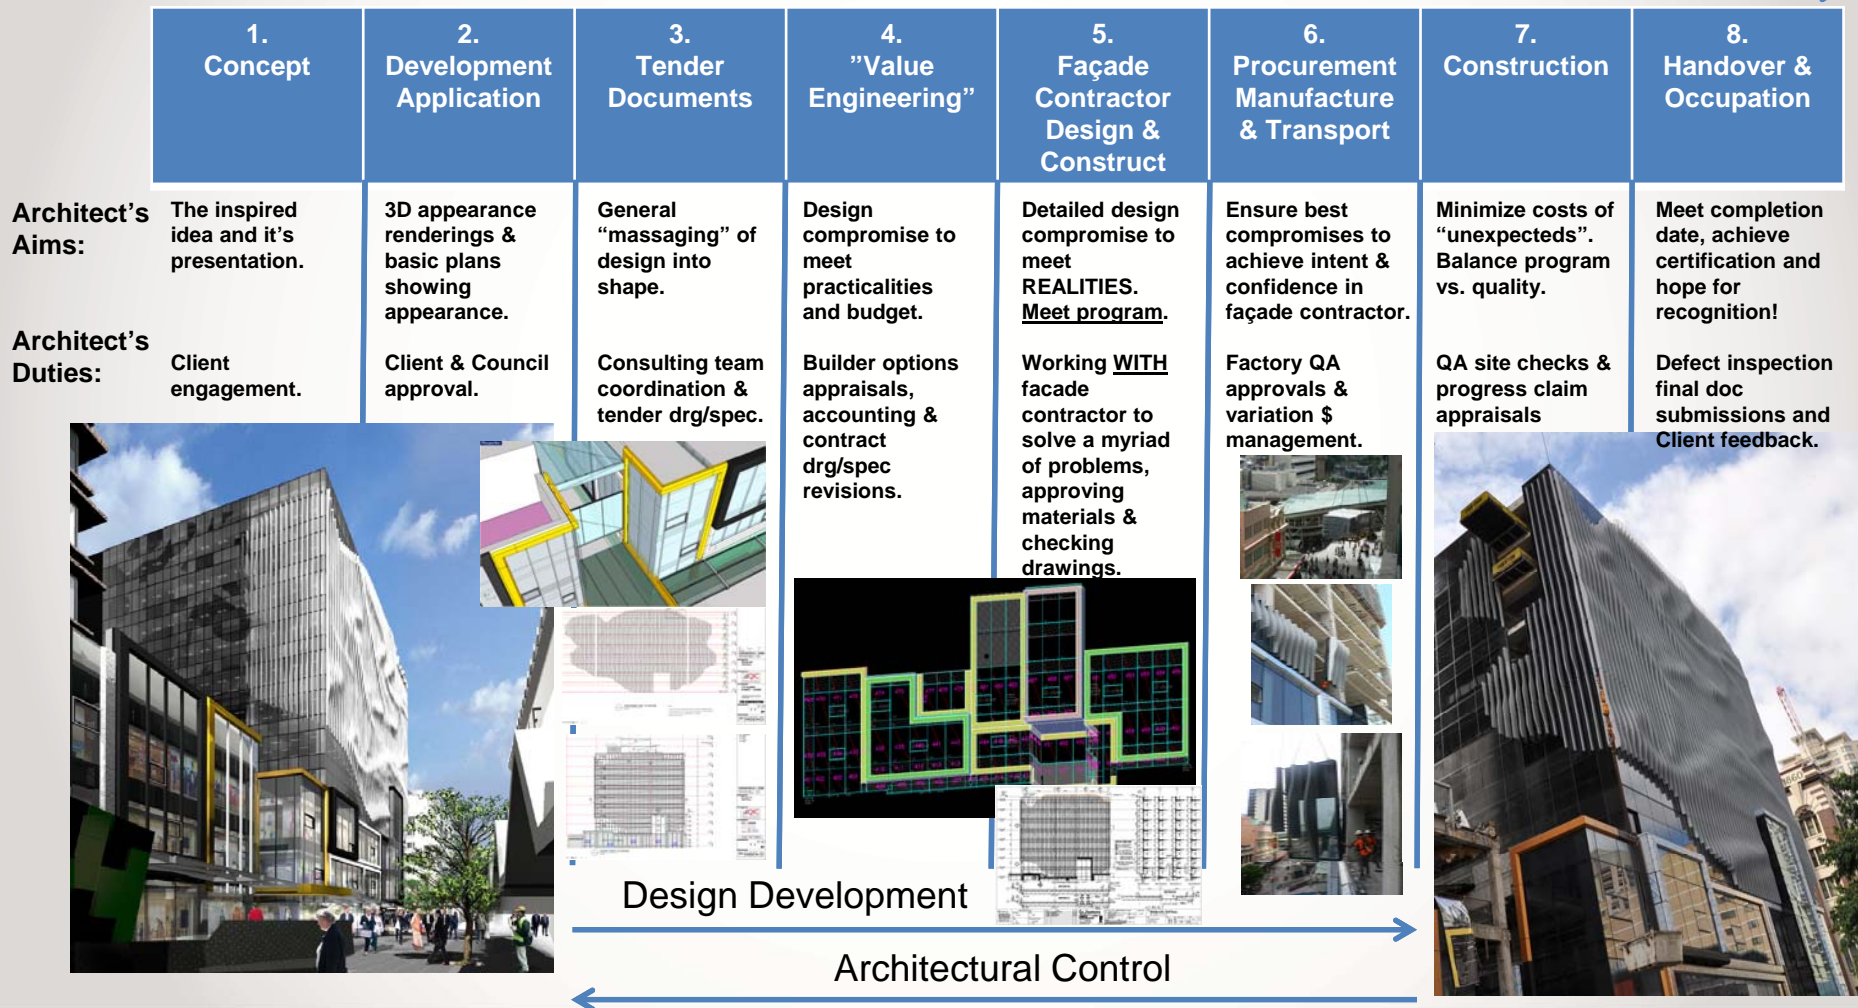 1.
Concept
2.
Development
Application
3.
Tender
Documents
4.
”Value
Engineering”
5.
Façade
Contractor
Design &
Construct
6.
Procurement
Manufacture
& Transport
7.
Construction
8.
Handover &
Occupation
Architect’s
Aims:
The inspired
idea and it’s
presentation.
3D appearance
renderings &
basic plans
showing
appearance.
General
“massaging” of
design into
shape.
Design
compromise to
meet
practicalities
and budget.
Detailed design
compromise to
meet
REALITIES.
Meet program.
Ensure best
compromises to
achieve intent &
confidence in
façade contractor.
Minimize costs of
“unexpecteds”.
Balance program
vs. quality.
Meet completion
date, achieve
certification and
hope for
recognition!
Architect’s
Duties:
Client
engagement.
Client & Council
approval.
Consulting team
coordination &
tender drg/spec.
Builder options
appraisals,
accounting &
contract
drg/spec
revisions.
Working WITH
facade
contractor to
solve a myriad
of problems,
approving
materials &
checking
drawings.
Factory QA
approvals &
variation $
management.
QA site checks &
progress claim
appraisals
Defect inspection
final doc
submissions and
Client feedback.
Design Development
Architectural Control